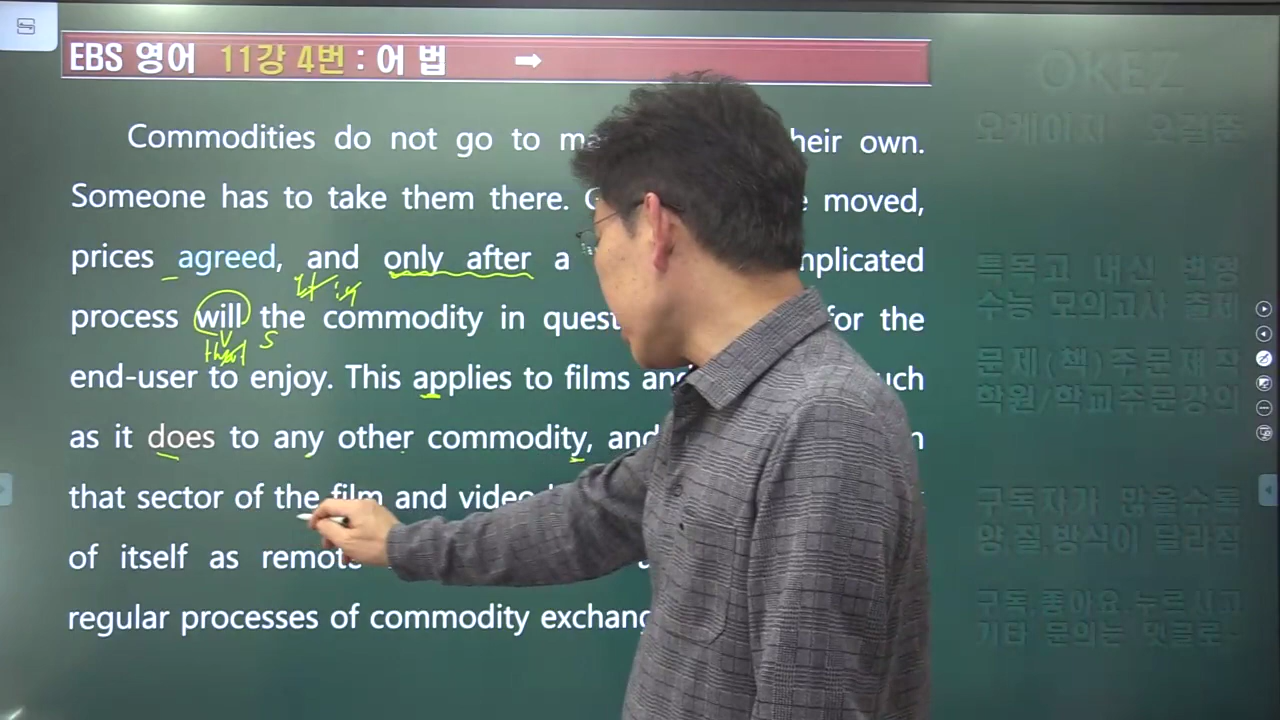 EBS 영어 11강 4번 : 어 법 ➡
OKEZ
오케이지 오길준
Commodities do not go to heir own.
Someone has to take them there. moved,
prices agreed, and only after a mplicated
process will the commodity in for the
end-user to enjoy. This applies to films
as it does to any other commodity, and
that sector of the film and video
of itself as
regular processes of commodity
특목고 내신 변형
수능 모의고사 출제
문제(책)주문제작
학원/학교주문강의
구독자가 많을수록
양,질,방식이 달라짐
구독,좋아요,누르시고
기타 문의는 댓글로~